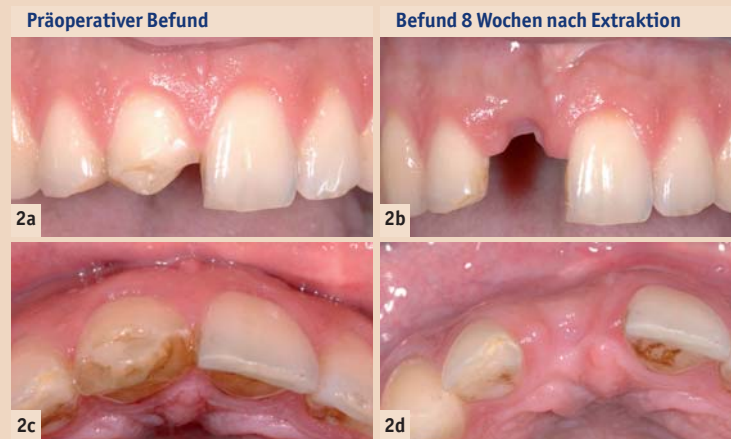 Präoperativer Befund
Befund 8 Wochen nach Extraktion
2a
2b
2c
2d